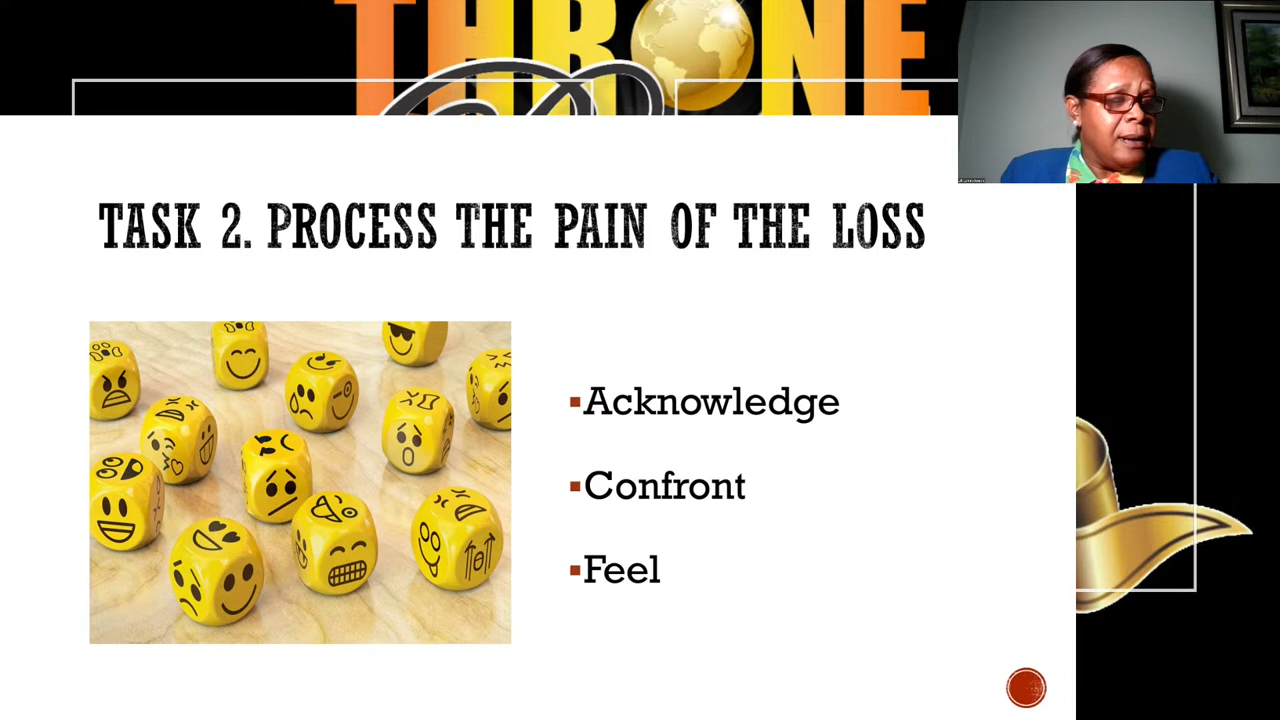 THRONE
TASK 2. PROCESS THE PAIN OF THE LOSS
Acknowledge
Confront
Feel